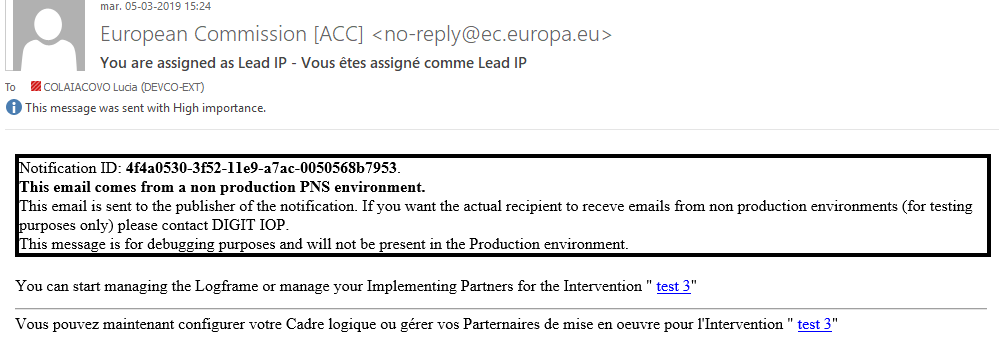 mar. 05-03-2019 15:24
European Commission [ACC] <no-reply@ec.europa.eu>
You are assigned as Lead IP - Vous êtes assigné comme Lead IP
To COLAIACOVO Lucia (DEVCO-EXT)
This message was sent with High importance.
Notification ID: 4f4a0530-3f52-11e9-a7ac-0050568b7953.
This email comes from a non production PNS environment.
This email is sent to the publisher of the notification. If you want the actual recipient to receve emails from non production environments (for testing
purposes only) please contact DIGIT IOP.
This message is for debugging purposes and will not be present in the Production environment.
You can start managing the Logframe or manage your Implementing Partners for the Intervention " test 3"
Vous pouvez maintenant configurer votre Cadre logique ou gérer vos Parternaires de mise en oeuvre pour l'Intervention " test 3"